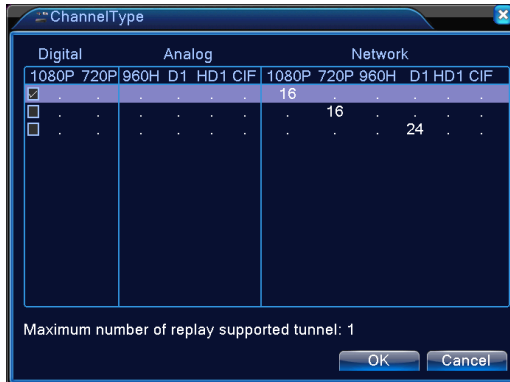 ChannelType
Digital Analog Network
1080P 720P 960H D1 HD1 CIF 1080P 720P 960H D1 HD1 CIF
. . . . . . 16 . . . . .
. . . . . . . 16 . . . .
. . . . . . . . . 24 . .
Maximum number of replay supported tunnel: 1
OK Cancel